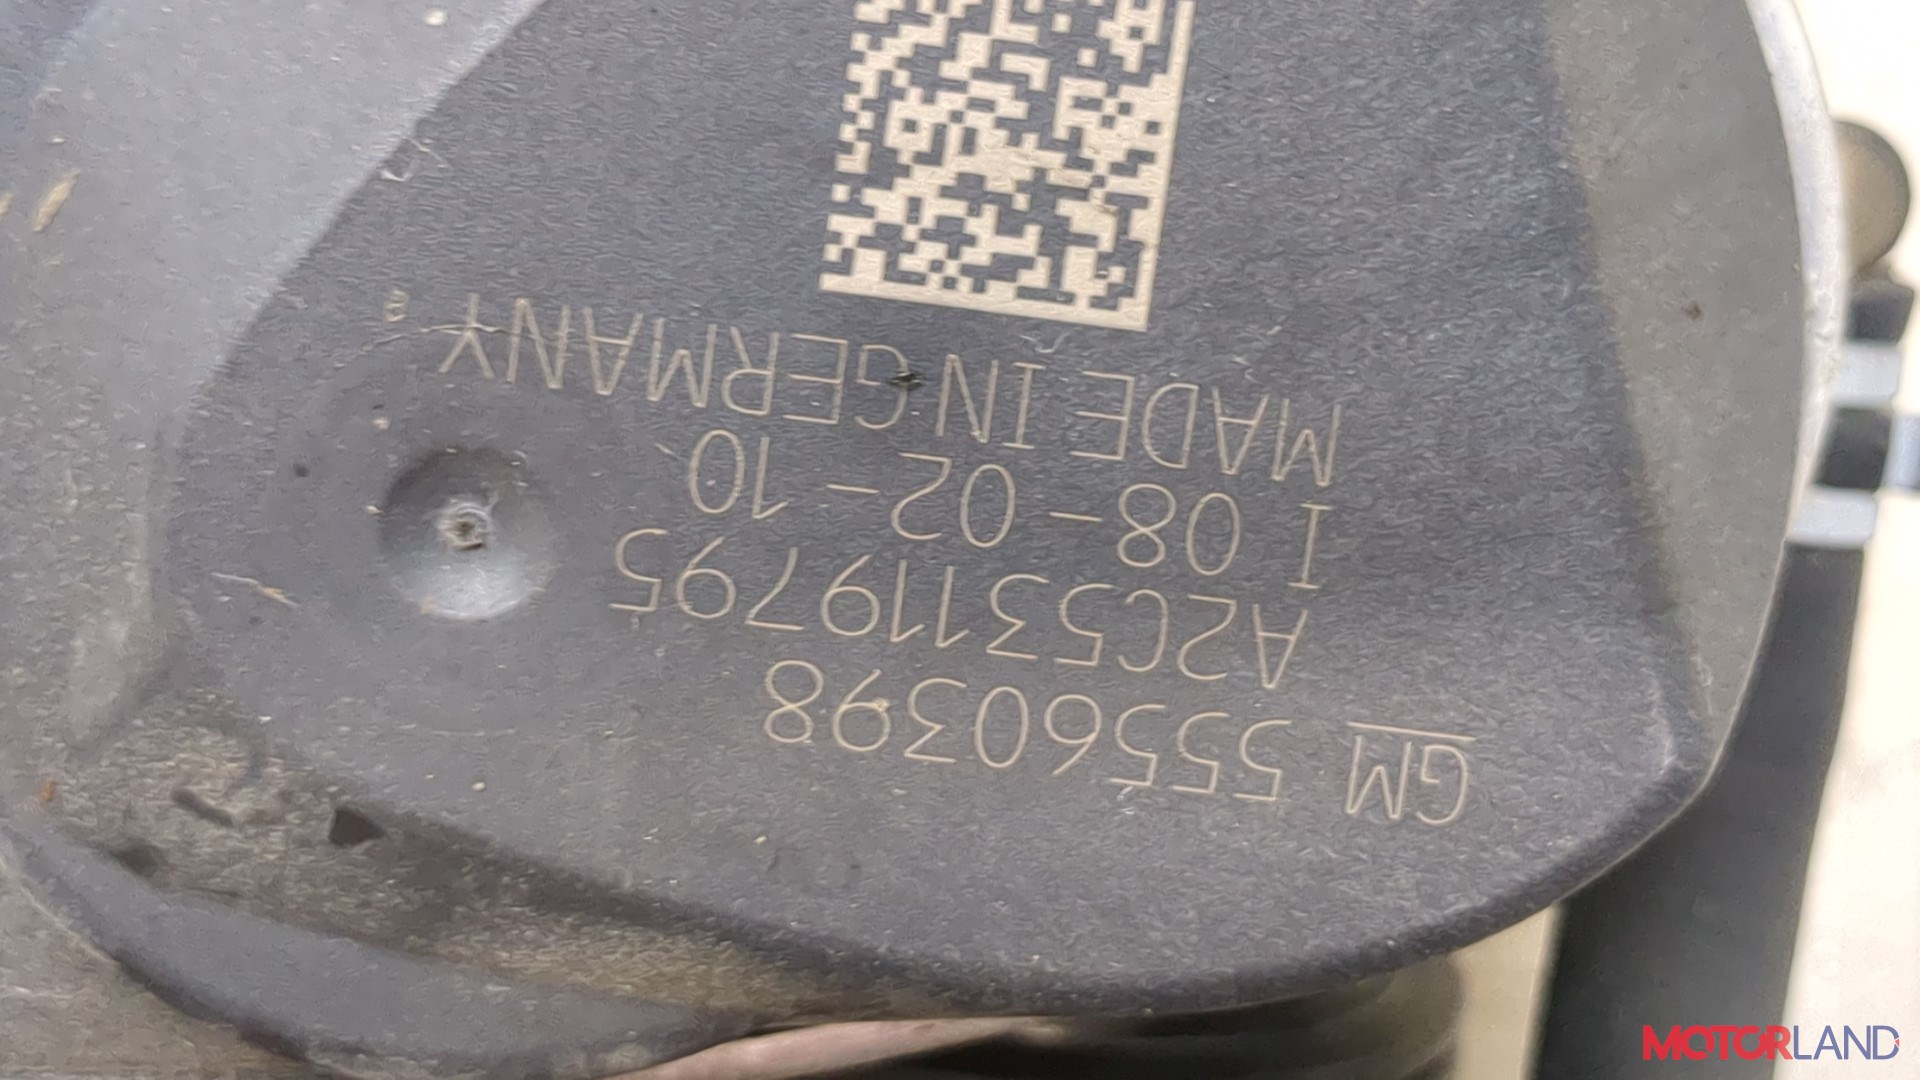 GM 55560398
A2C53119795
I 08-02-10
MADE IN GERMANY
MOTORLAND